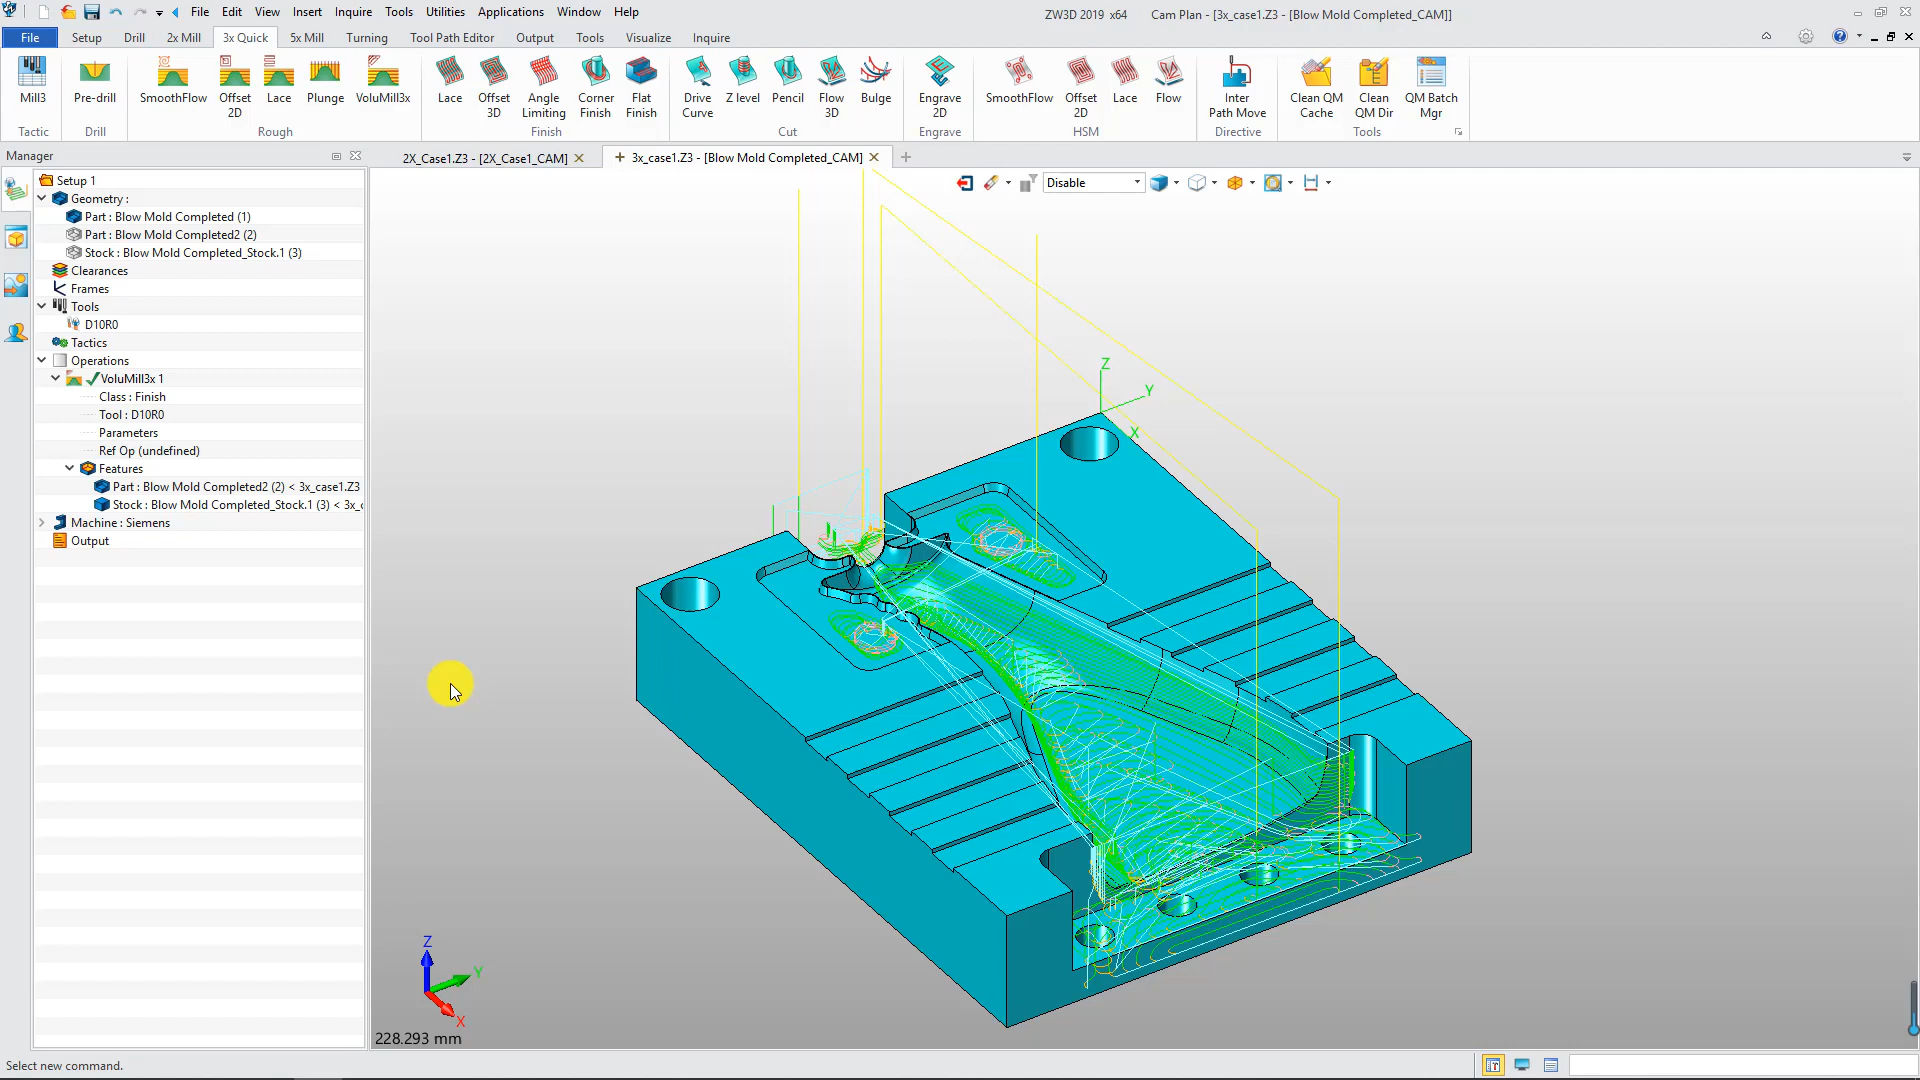 File Edit View Insert Inquire Tools Utilities Applications Window Help
ZW3D 2019 x64 Cam Plan - [3x_case1.Z3 - [Blow Mold Completed_CAM]]
File Setup Drill 2x Mill 3x Quick 5x Mill Turning Tool Path Editor Output Tools Visualize Inquire
Mill3 Pre-drill SmoothFlow Offset 2D Lace Plunge VoluMill3x Lace Offset 3D Angle Limiting Corner Finish Flat Finish Drive Curve Z level Pencil Flow 3D Bulge Engrave 2D SmoothFlow Offset 2D Lace Flow Inter Path Move Clean QM Cache Clean QM Dir QM Batch Mgr
Tactic Drill Rough Finish Cut Engrave HSM Directive Tools
Manager
2X_Case1.Z3 - [2X_Case1_CAM]
3x_case1.Z3 - [Blow Mold Completed_CAM]
Disable
Setup 1
Geometry :
Part : Blow Mold Completed (1)
Part : Blow Mold Completed2 (2)
Stock : Blow Mold Completed_Stock.1 (3)
Clearances
Frames
Tools
D10R0
Tactics
Operations
VoluMill3x 1
Class : Finish
Tool : D10R0
Parameters
Ref Op (undefined)
Features
Part : Blow Mold Completed2 (2) < 3x_case1.Z3
Stock : Blow Mold Completed_Stock.1 (3) < 3x_c
Machine : Siemens
Output
Z
Y
X
Z
Y
X
228.293 mm
Select new command.